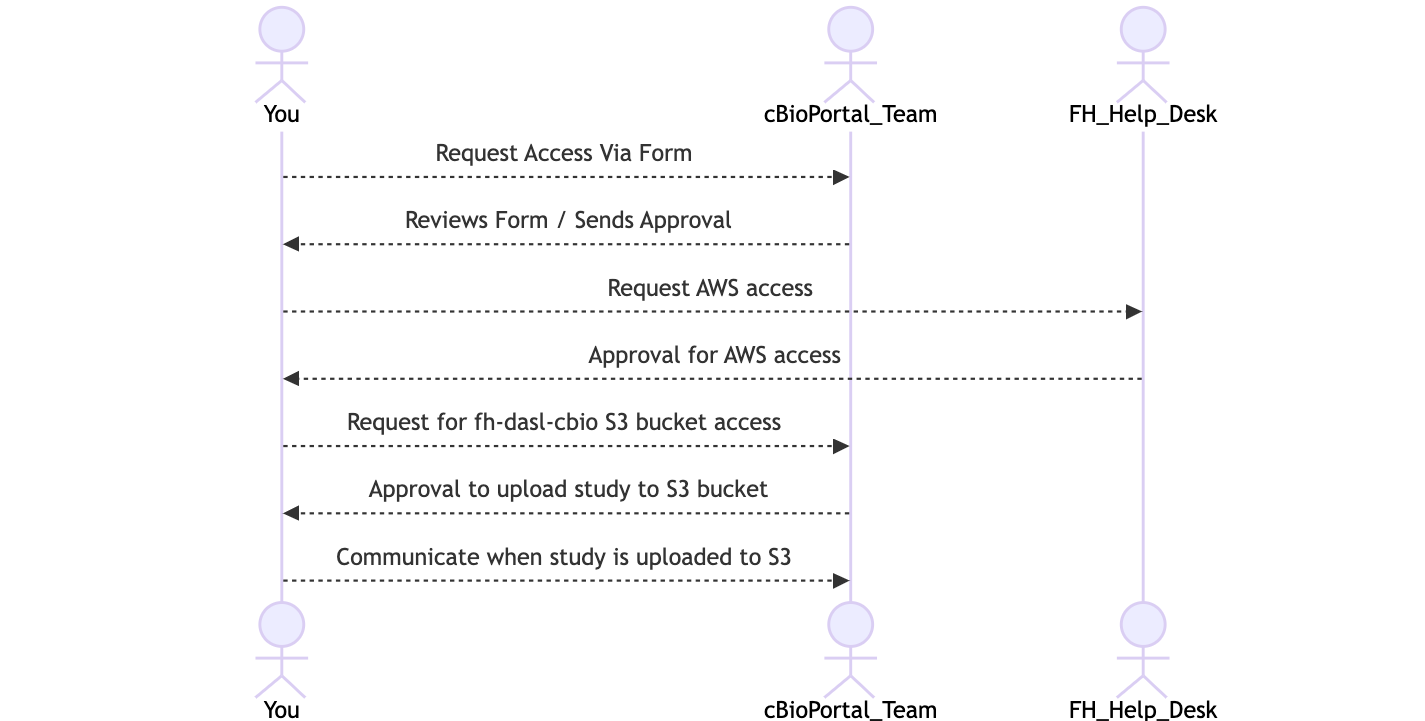 You
cBioPortal_Team
FH_Help_Desk
Request Access Via Form
Reviews Form / Sends Approval
Request AWS access
Approval for AWS access
Request for fh-dasl-cbio S3 bucket access
Approval to upload study to S3 bucket
Communicate when study is uploaded to S3
You
cBioPortal_Team
FH_Help_Desk